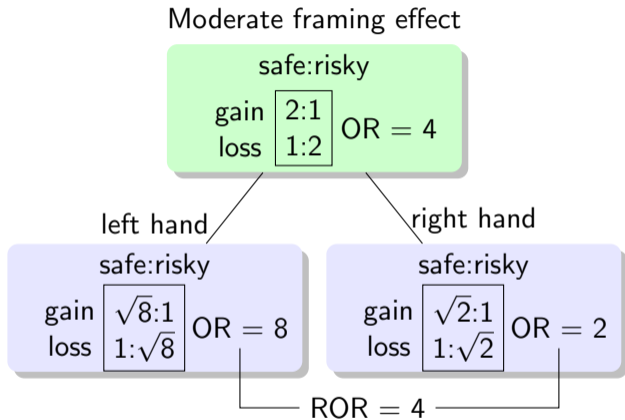 Moderate framing effect
safe:risky
gain 2:1
loss 1:2
OR = 4
left hand
right hand
safe:risky
gain √8:1
loss 1:√8
OR = 8
safe:risky
gain √2:1
loss 1:√2
OR = 2
ROR = 4